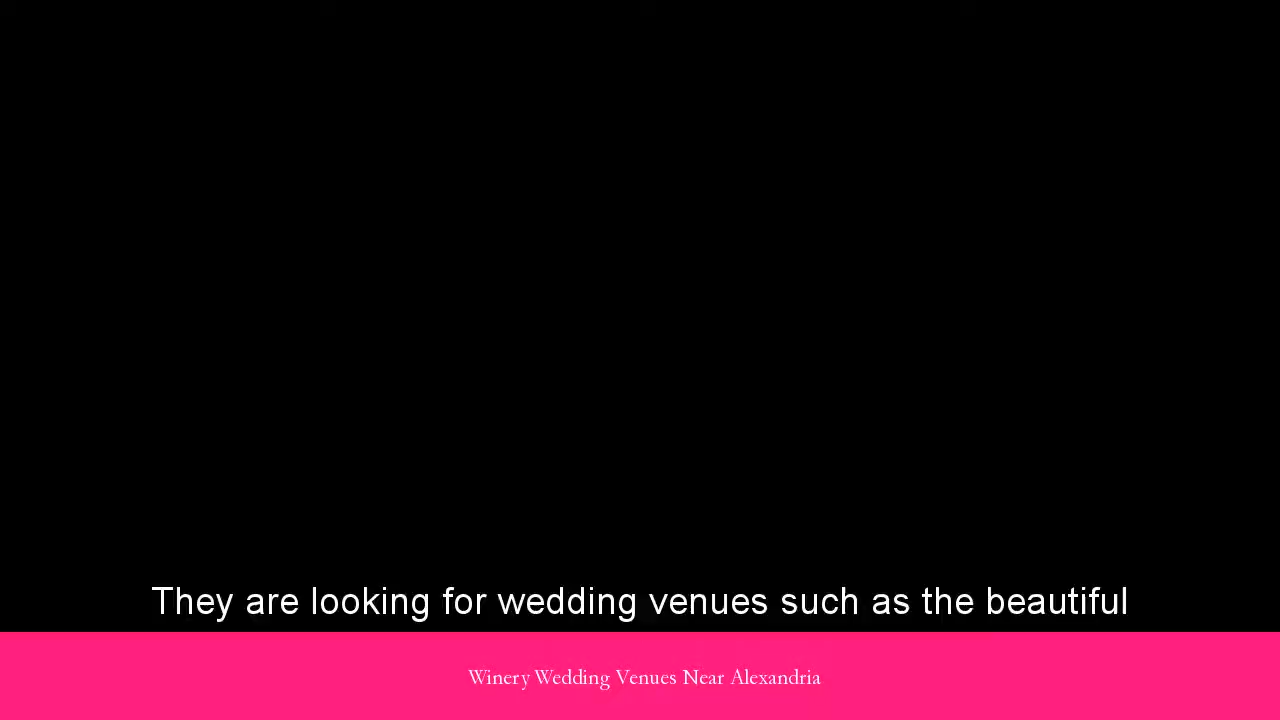 They are looking for wedding venues such as the beautiful
Winery Wedding Venues Near Alexandria